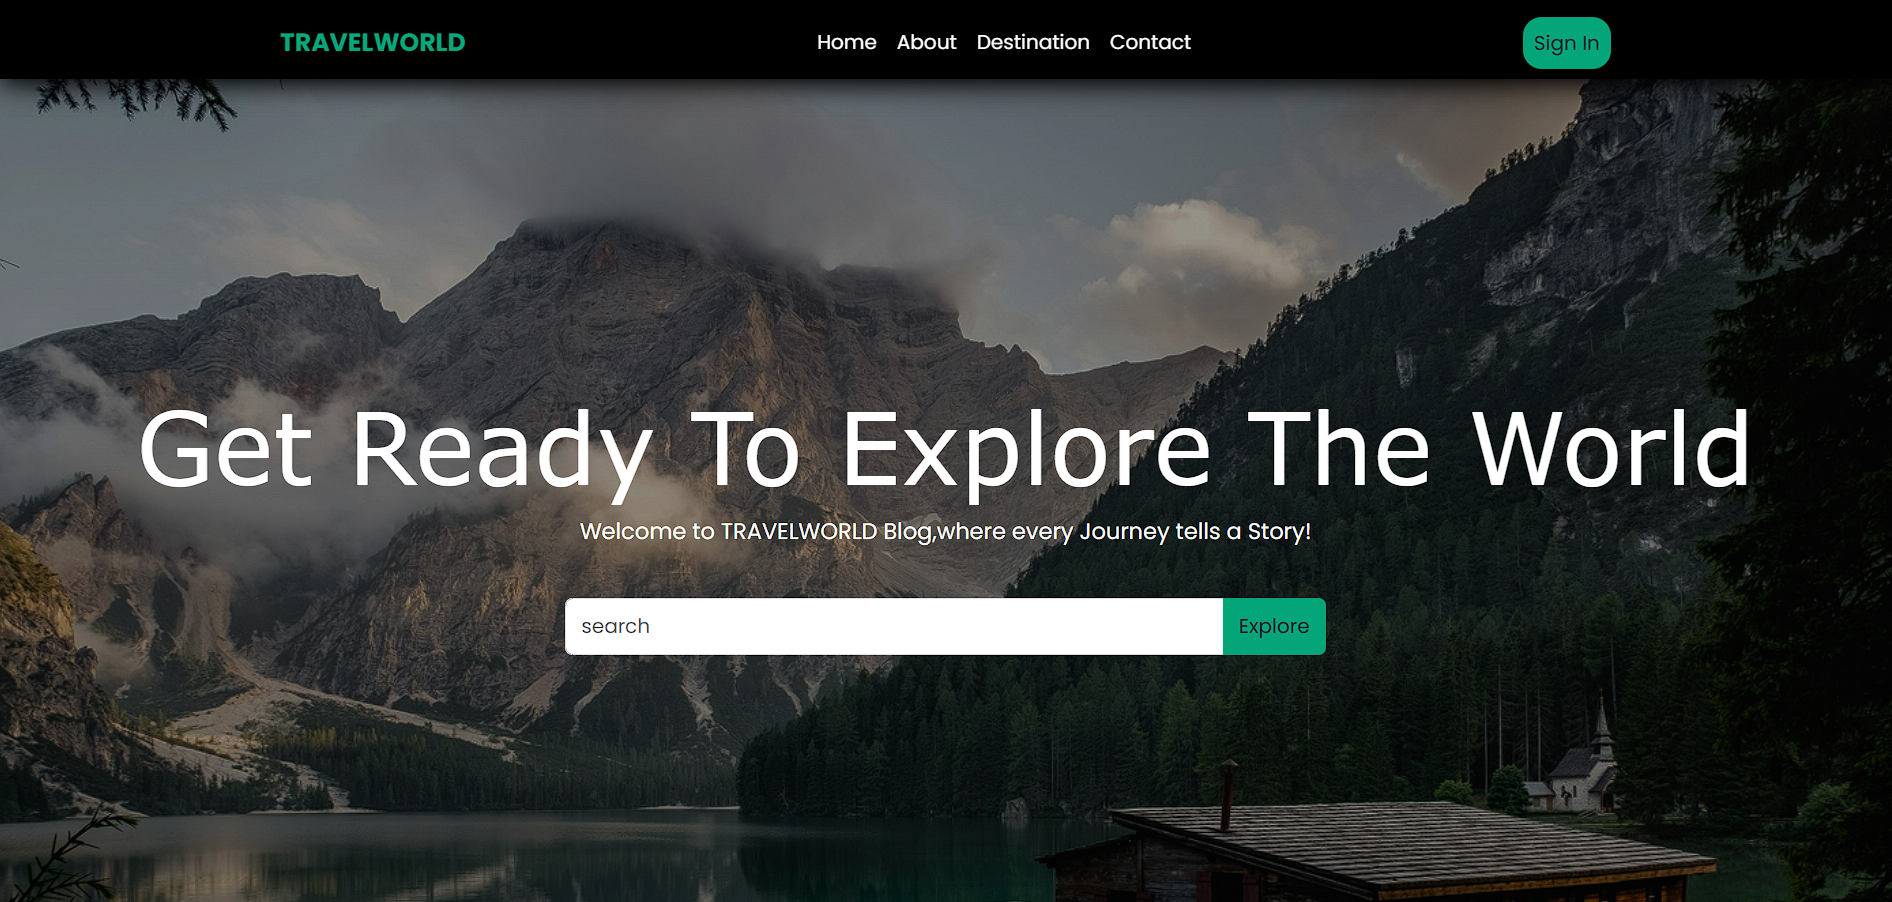 TRAVELWORLD Home About Destination Contact Sign In
Get Ready To Explore The World
Welcome to TRAVELWORLD Blog,where every Journey tells a Story!
search Explore